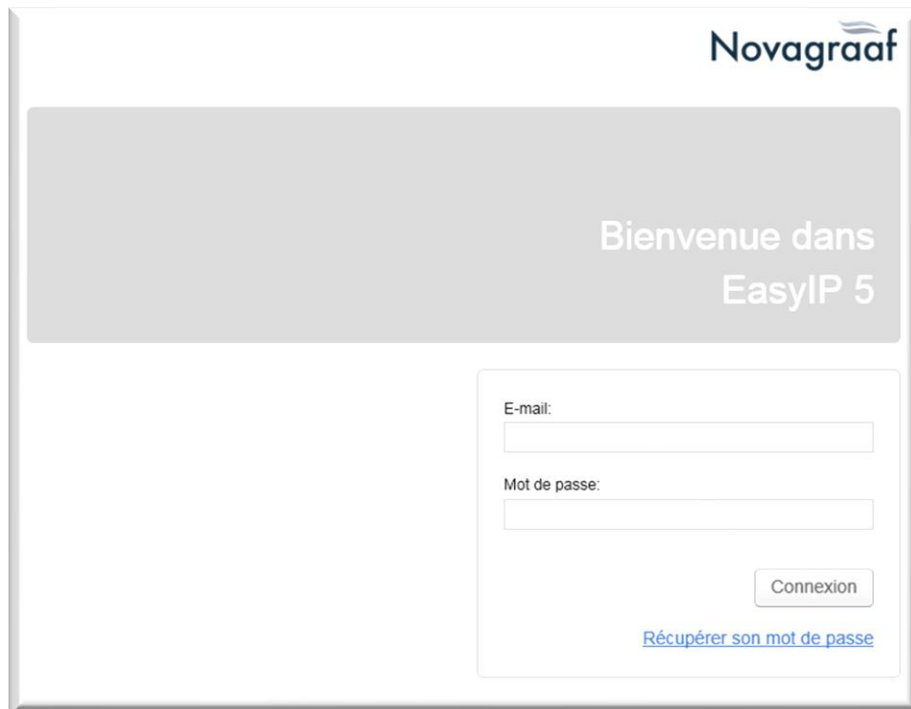 Novagraaf
Bienvenue dans
EasyIP 5
E-mail:
Mot de passe:
Connexion
Récupérer son mot de passe